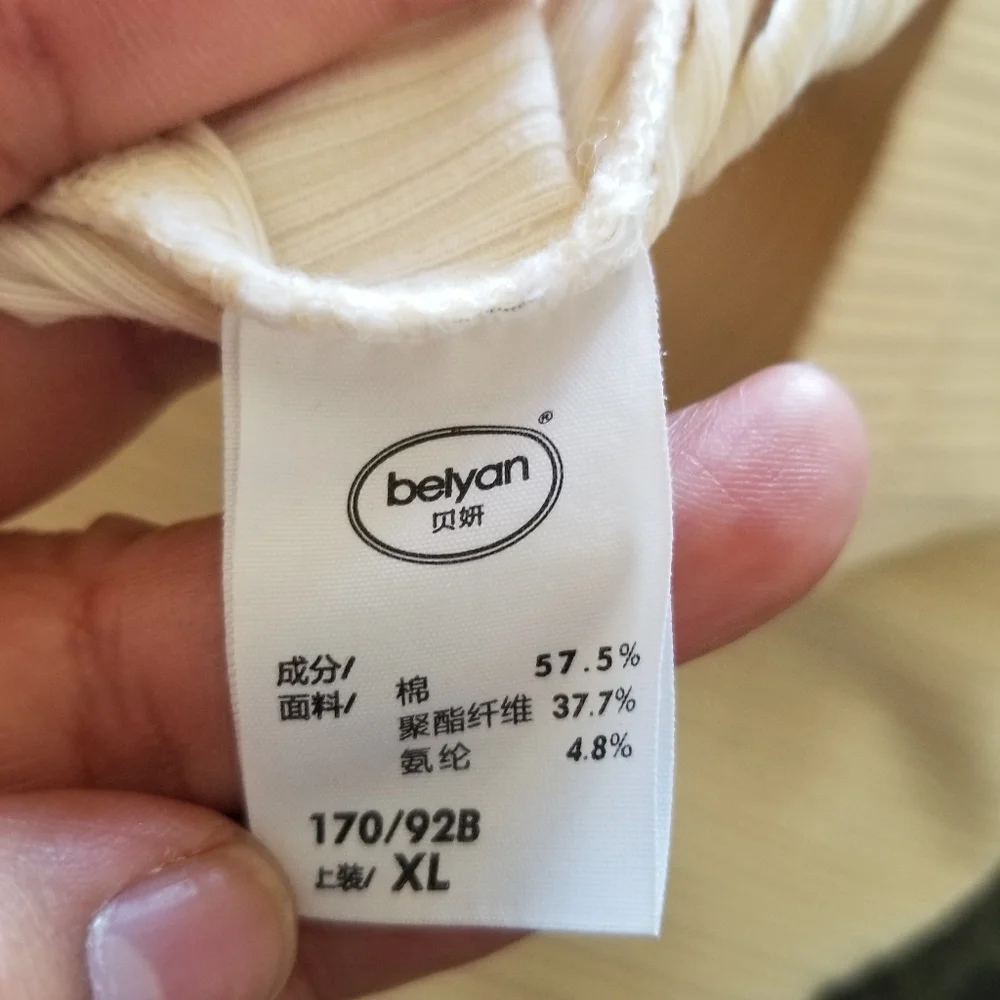 ®
belyan
贝妍
成分/
面料/ 棉 57.5%
聚酯纤维 37.7%
氨纶 4.8%
170/92B
上装/ XL